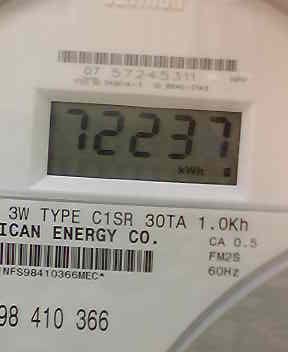 07 57245311
72237
kWh
3W TYPE C1SR 30TA 1.0Kh
ICAN ENERGY CO.
CA 0.5
FM2S
60Hz
NFS98410366MEC*
98 410 366